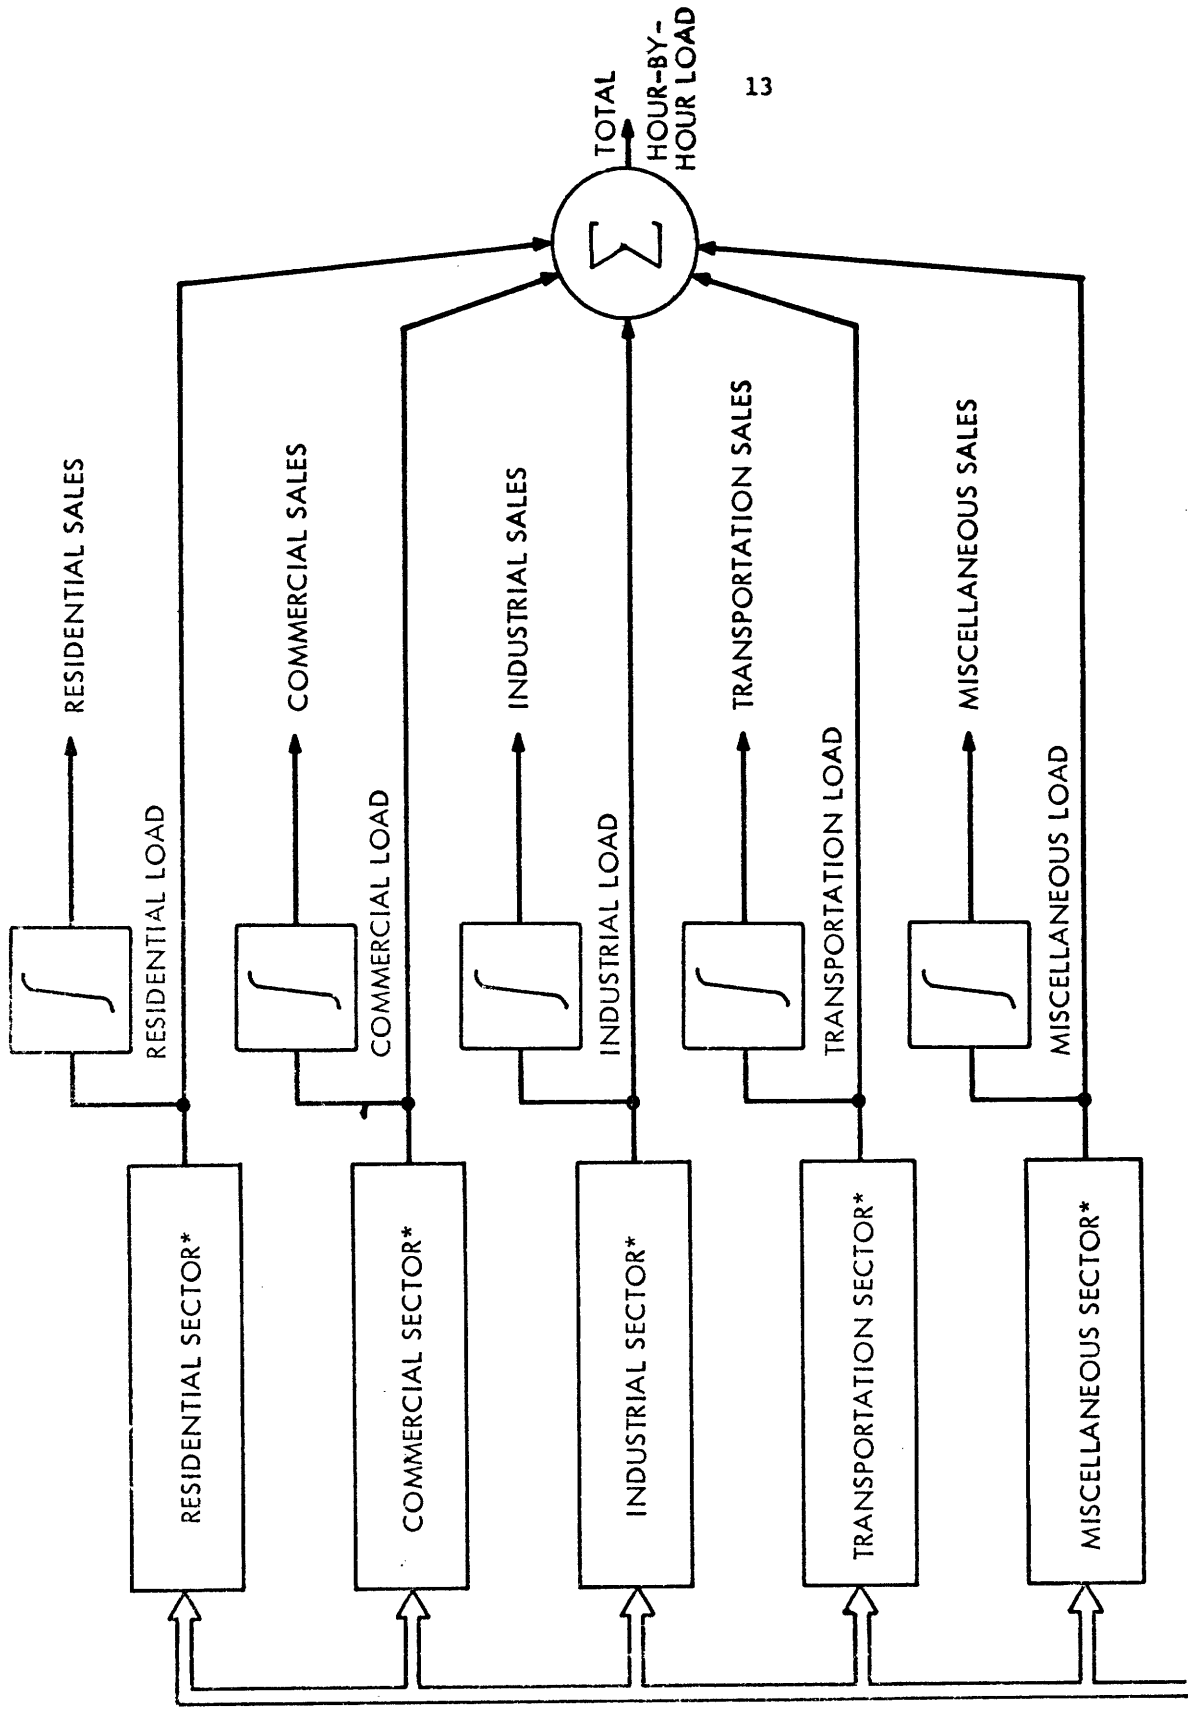 13
RESIDENTIAL SECTOR*
RESIDENTIAL LOAD
∫
RESIDENTIAL SALES
COMMERCIAL SECTOR*
COMMERCIAL LOAD
∫
COMMERCIAL SALES
INDUSTRIAL SECTOR*
INDUSTRIAL LOAD
∫
INDUSTRIAL SALES
TRANSPORTATION SECTOR*
TRANSPORTATION LOAD
∫
TRANSPORTATION SALES
MISCELLANEOUS SECTOR*
MISCELLANEOUS LOAD
∫
MISCELLANEOUS SALES
Σ
TOTAL
HOUR-BY-
HOUR LOAD